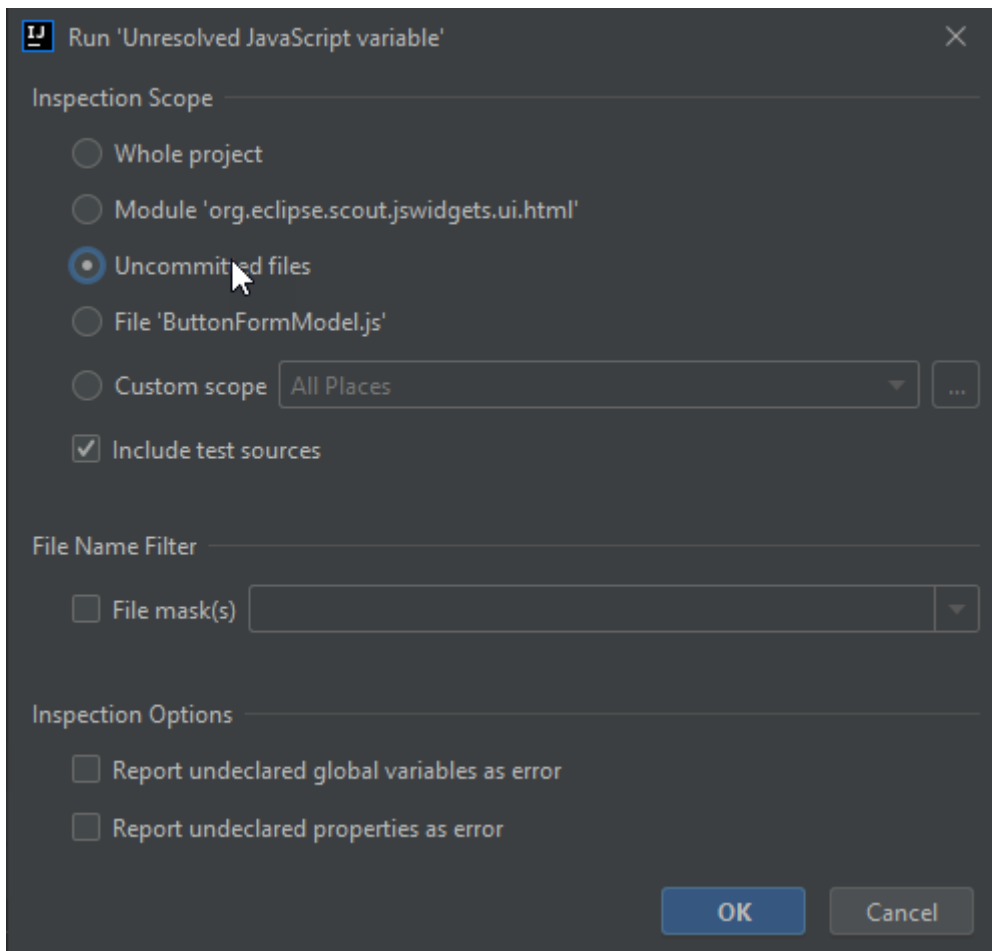 IJ
Run 'Unresolved JavaScript variable'
Inspection Scope
Whole project
Module 'org.eclipse.scout.jswidgets.ui.html'
Uncommitted files
File 'ButtonFormModel.js'
Custom scope All Places ...
Include test sources
File Name Filter
File mask(s)
Inspection Options
Report undeclared global variables as error
Report undeclared properties as error
OK Cancel